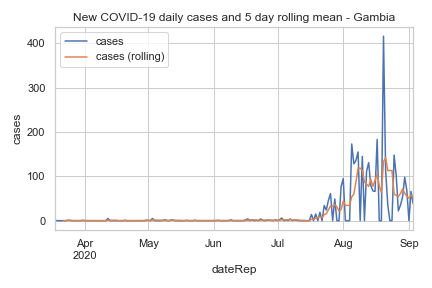 New COVID-19 daily cases and 5 day rolling mean - Gambia
cases
cases (rolling)
400
300
200
100
0
cases
Apr
2020
May
Jun
Jul
Aug
Sep
dateRep